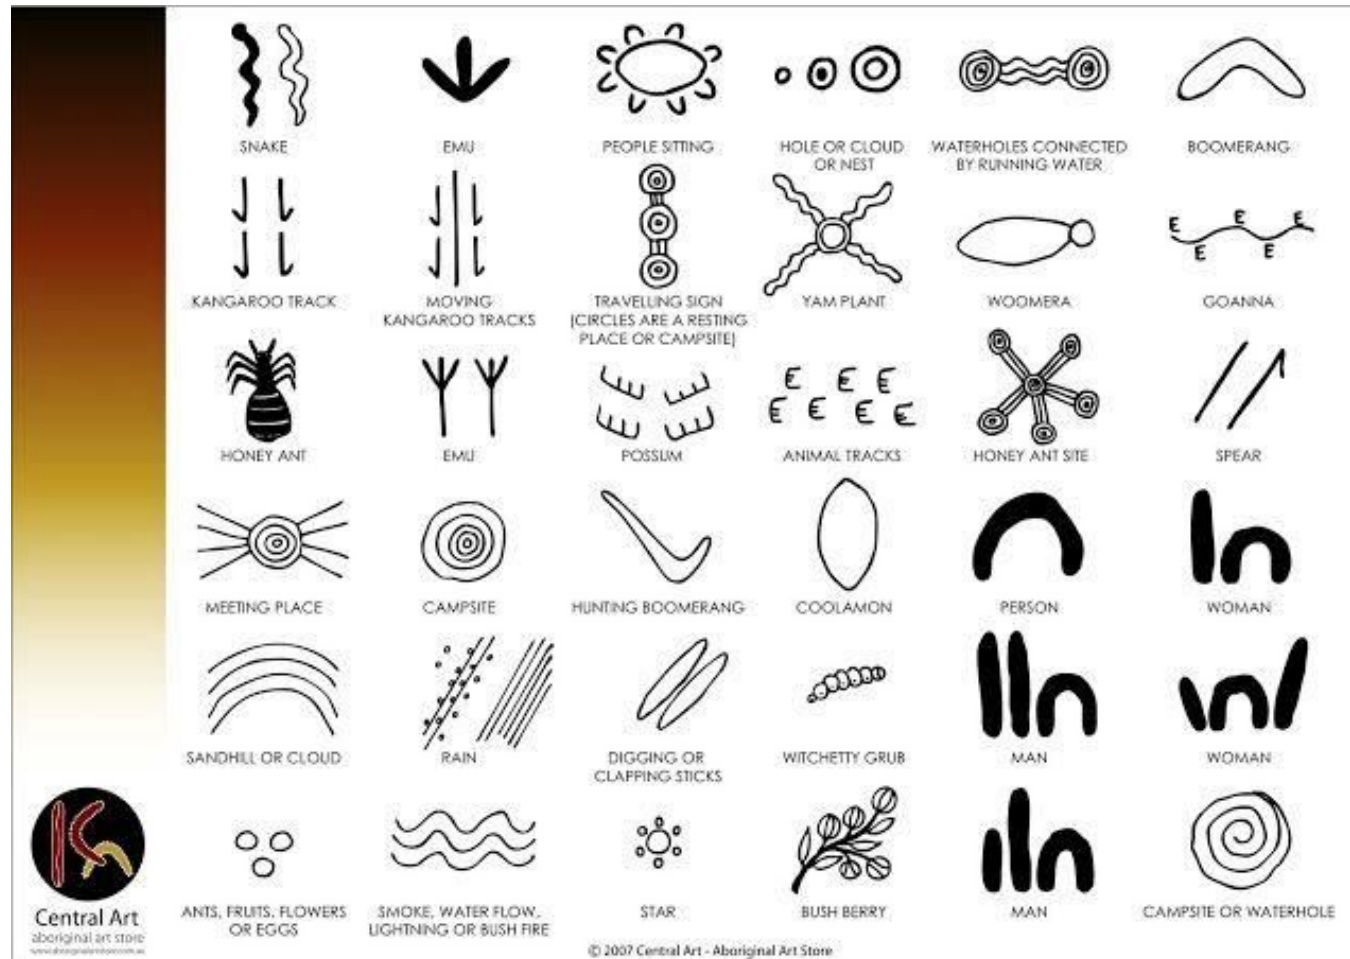 SNAKE
EMU
PEOPLE SITTING
HOLE OR CLOUD
OR NEST
WATERHOLES CONNECTED
BY RUNNING WATER
BOOMERANG
KANGAROO TRACK
MOVING
KANGAROO TRACKS
TRAVELLING SIGN
(CIRCLES ARE A RESTING
PLACE OR CAMPSITE)
YAM PLANT
WOOMERA
GOANNA
HONEY ANT
EMU
POSSUM
ANIMAL TRACKS
HONEY ANT SITE
SPEAR
MEETING PLACE
CAMPSITE
HUNTING BOOMERANG
COOLAMON
PERSON
WOMAN
SANDHILL OR CLOUD
RAIN
DIGGING OR
CLAPPING STICKS
WITCHETTY GRUB
MAN
WOMAN
ANTS, FRUITS, FLOWERS
OR EGGS
SMOKE, WATER FLOW,
LIGHTNING OR BUSH FIRE
STAR
BUSH BERRY
MAN
CAMPSITE OR WATERHOLE
Central Art
aboriginal art store
www.aboriginalartstore.com.au
© 2007 Central Art - Aboriginal Art Store